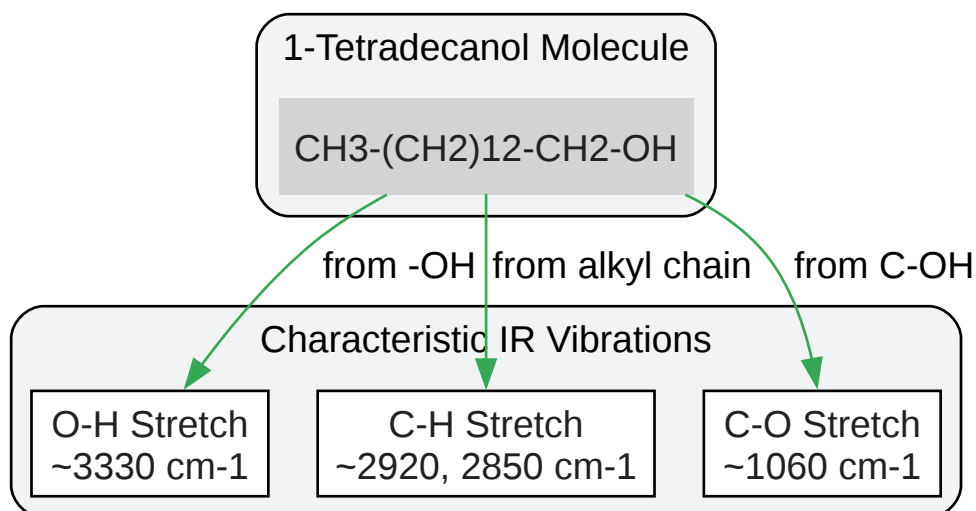 1-Tetradecanol Molecule
CH3-(CH2)12-CH2-OH
from -OH
from alkyl chain
from C-OH
Characteristic IR Vibrations
O-H Stretch
~3330 cm-1
C-H Stretch
~2920, 2850 cm-1
C-O Stretch
~1060 cm-1